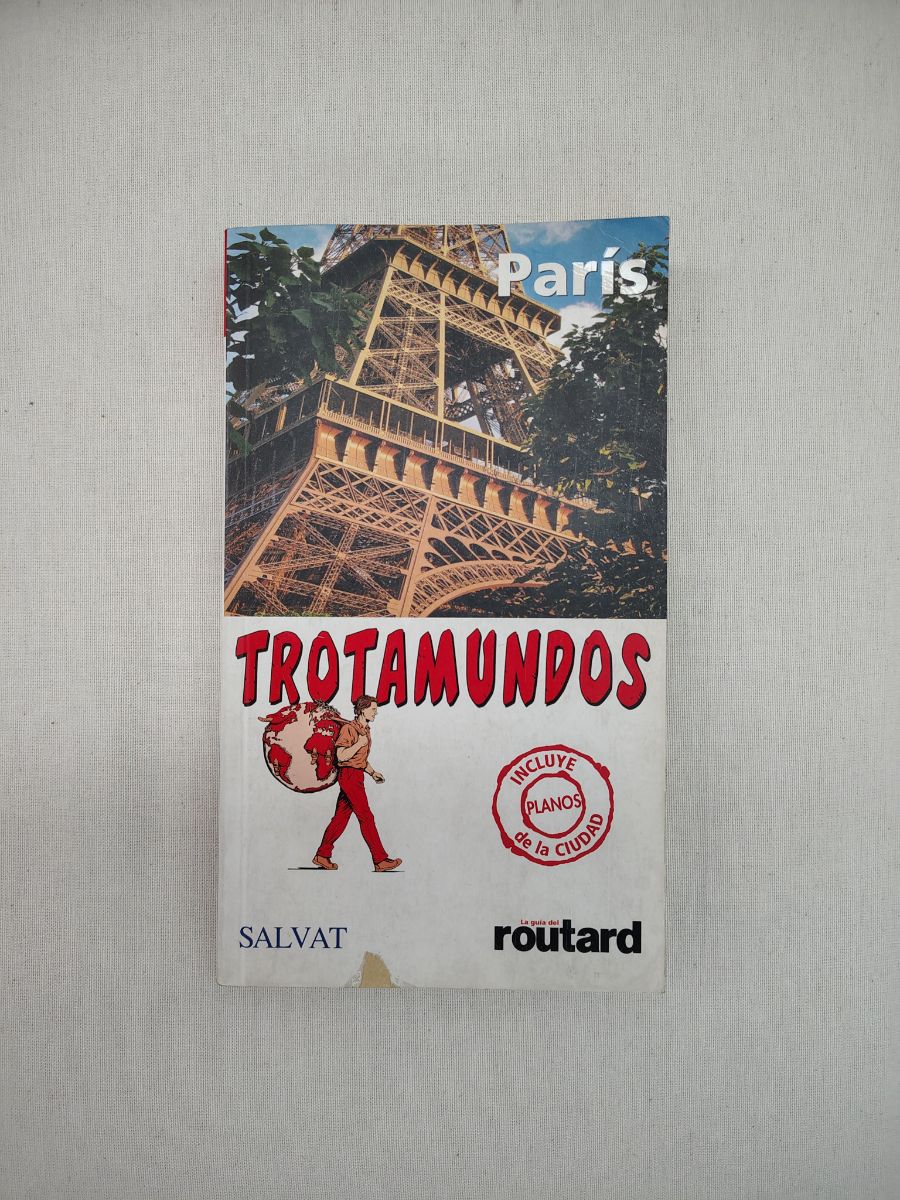 París
TROTAMUNDOS
INCLUYE
PLANOS
de la CIUDAD
SALVAT
La guía del
routard